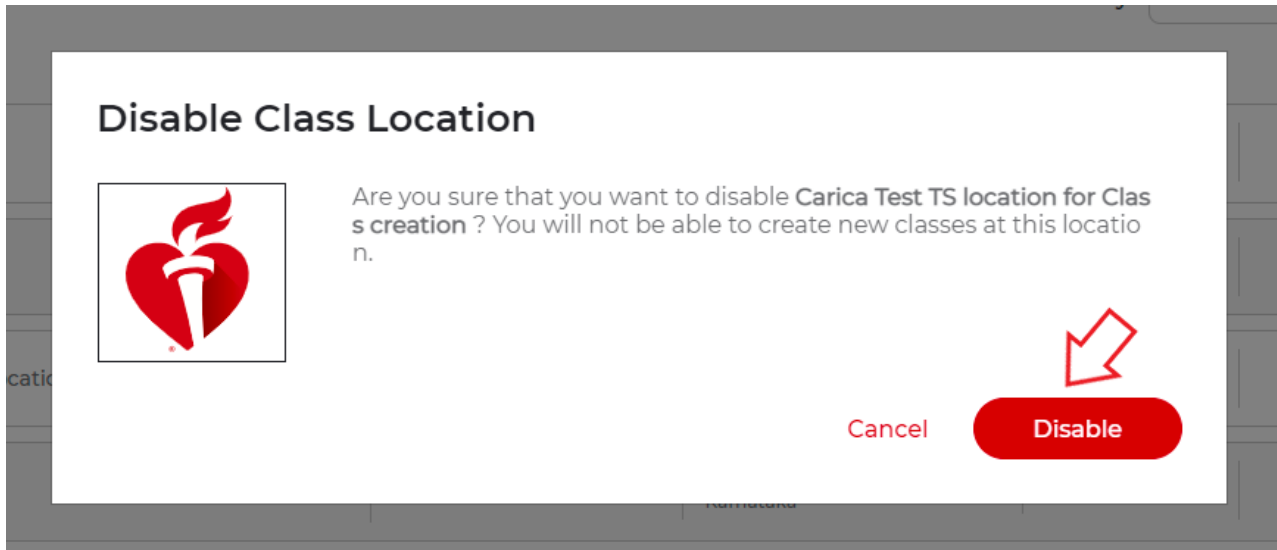 Disable Class Location
Are you sure that you want to disable Carica Test TS location for Clas
s creation ? You will not be able to create new classes at this locatio
n.
®
Cancel
Disable